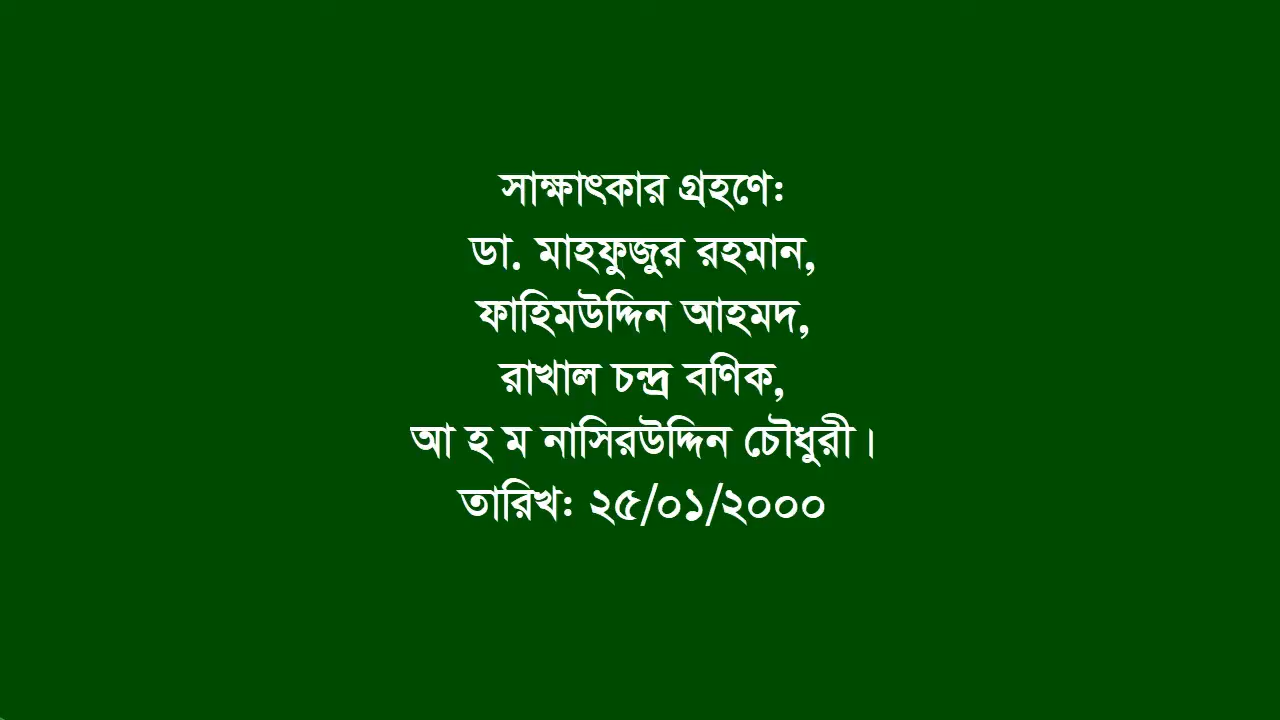 সাক্ষাৎকার গ্রহণে:
ডা. মাহফুজুর রহমান,
ফাহিমউদ্দিন আহমদ,
রাখাল চন্দ্র বণিক,
আ হ ম নাসিরউদ্দিন চৌধুরী।
তারিখ: ২৫/০১/২০০০